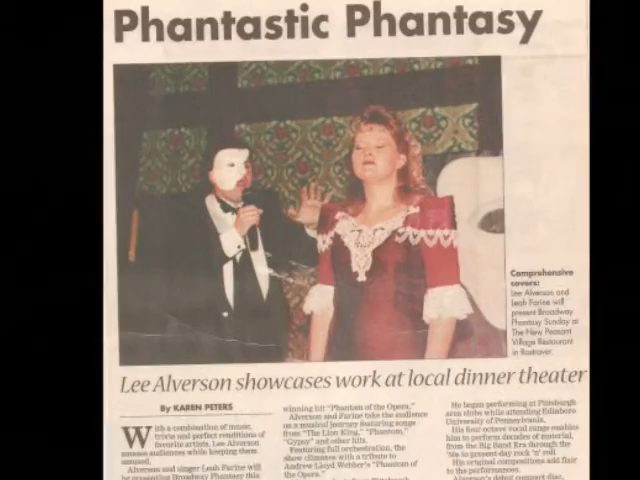 Phantastic Phantasy
Comprehensive
covers:
Lee Alverson and
Leah Farine will
present Broadway
Phantasy Sunday at
The New Peasant
Village Restaurant
in Rostraver.
Lee Alverson showcases work at local dinner theater
By KAREN PETERS
With a combination of music,
trivia and perfect renditions of
favorite artists, Lee Alverson
amuses audiences while keeping them
amused.
Alverson and singer Leah Farine will
be presenting Broadway Phantasy this
winning hit "Phantom of the Opera."
Alverson and Farine take the audience
on a musical journey featuring songs
from "The Lion King," "Phantom,"
"Gypsy" and other hits.
Featuring full orchestration, the
show climaxes with a tribute to
Andrew Lloyd Webber's "Phantom of
the Opera."
He began performing at Pittsburgh
area clubs while attending Edinboro
University of Pennsylvania.
His four-octave vocal range enables
him to perform decades of material,
from the Big Band Era through the
'50s to present-day rock 'n' roll.
His original compositions add flair
to the performances.
Alverson's debut compact disc,